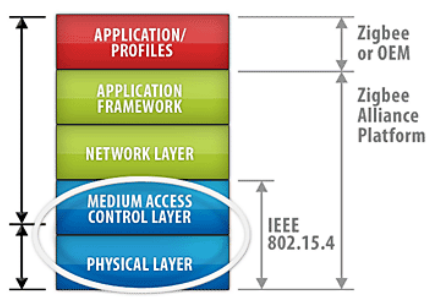 APPLICATION/
PROFILES
Zigbee
or OEM
APPLICATION
FRAMEWORK
Zigbee
Alliance
Platform
NETWORK LAYER
MEDIUM ACCESS
CONTROL LAYER
IEEE
802.15.4
PHYSICAL LAYER